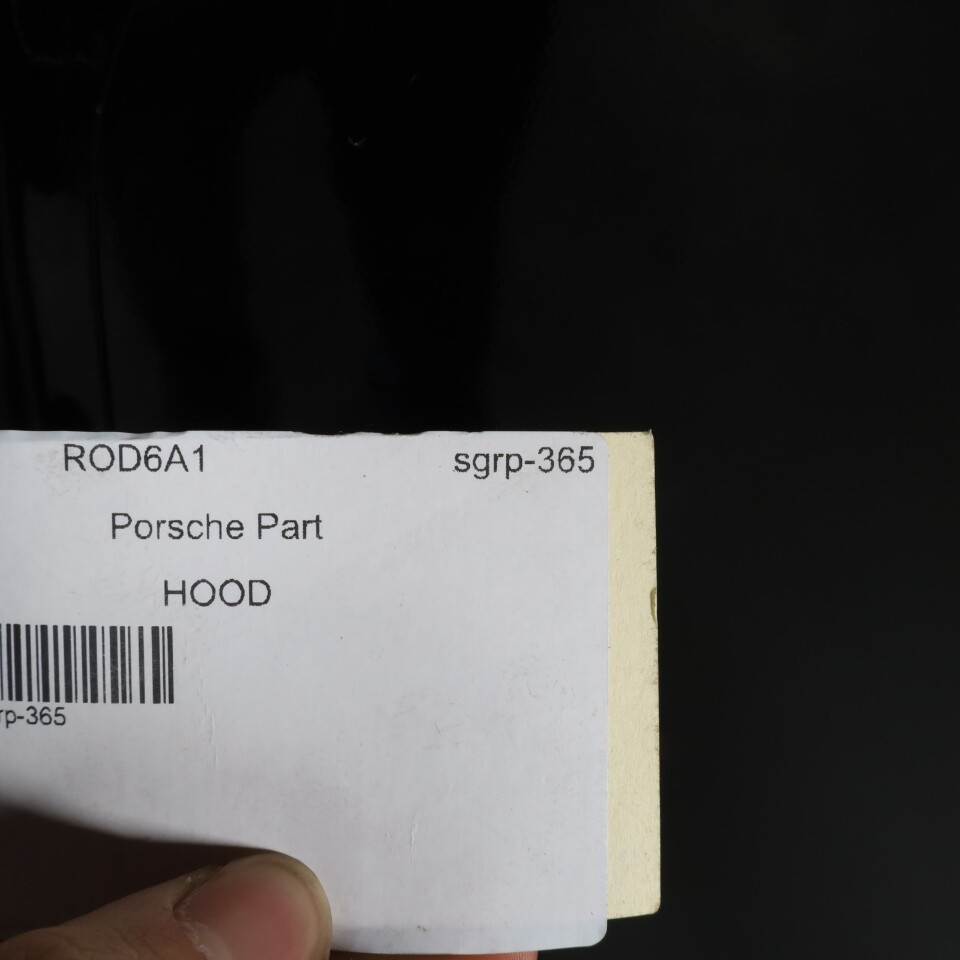 ROD6A1 sgrp-365
Porsche Part
HOOD
rp-365